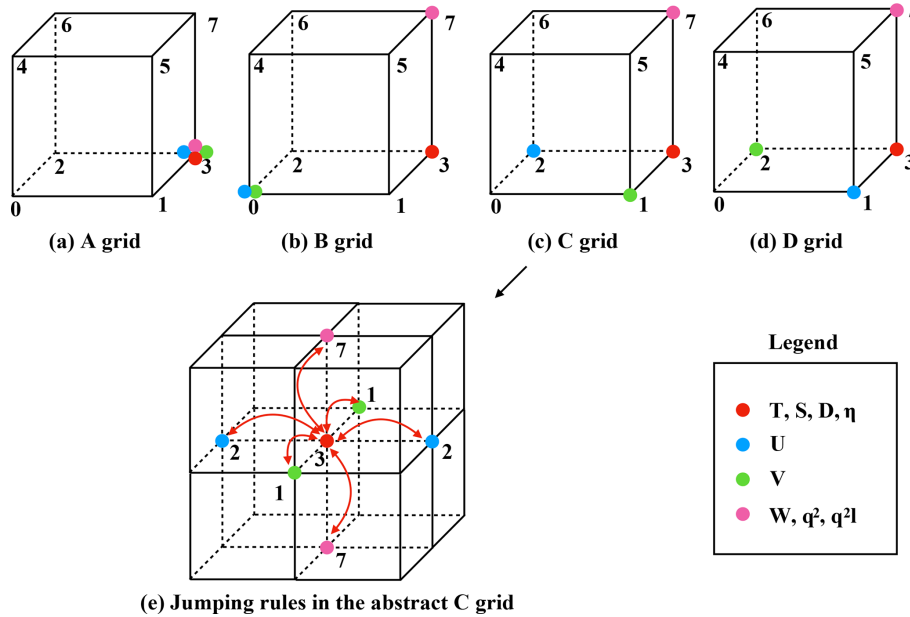 6 7 4 5 2 3 0 1
(a) A grid
6 7 4 5 2 3 0 1
(b) B grid
6 7 4 5 2 3 0 1
(c) C grid
6 4 5 2 3 0 1
(d) D grid
7
1
2 3 2
1
7
(e) Jumping rules in the abstract C grid
Legend
T, S, D, η
U
V
W, q², q²l